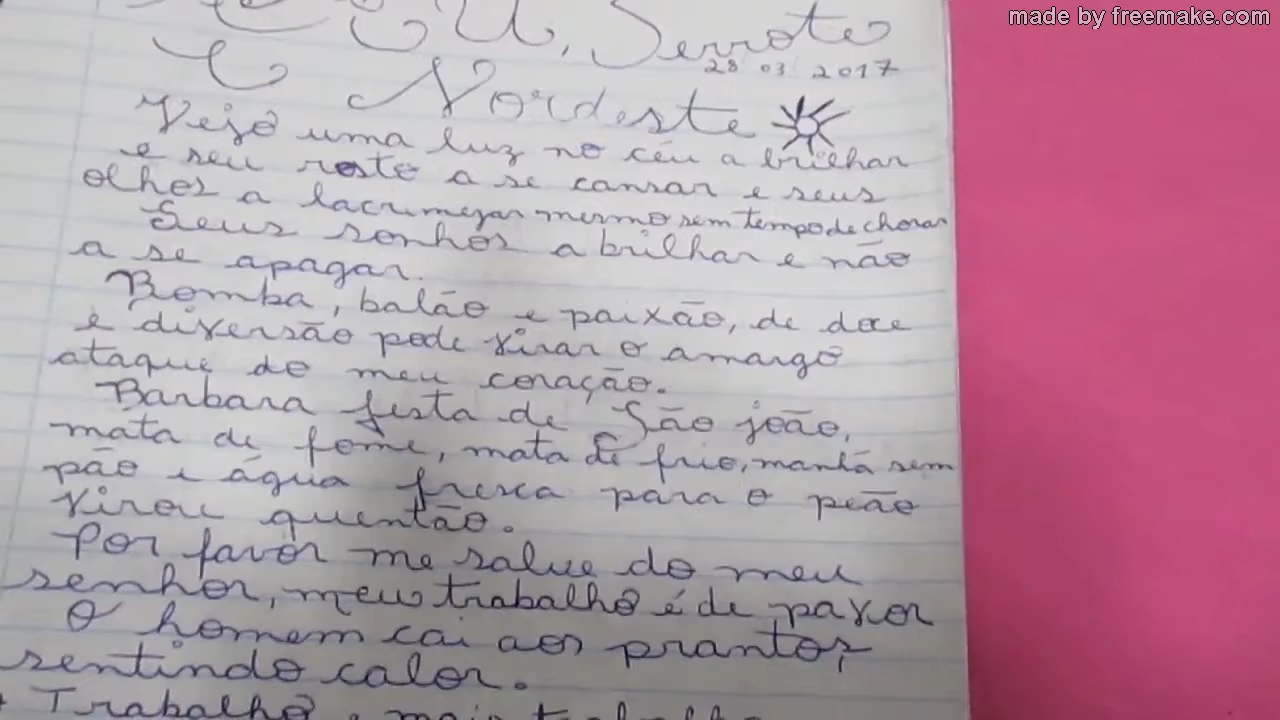 made by freemake.com
Serrote
28 03 2017
Nordeste
Vejo uma luz no céu a brilhar
e seu rosto a se cansar e seus
olhos a lacrimejar mesmo sem tempo de chorar
Seus sonhos a brilhar e não
a se apagar.
Bomba, balão e paixão, de doce
e diversão pode virar o amargo
ataque do meu coração.
Barbara festa de São joão,
mata de fome, mata de frio, manhã sem
pão e água fresca para o peão
virou quentão.
Por favor me salve do meu
senhor, meu trabalho é de pavor
O homem cai aos prantos,
sentindo calor.
Trabalho e mais